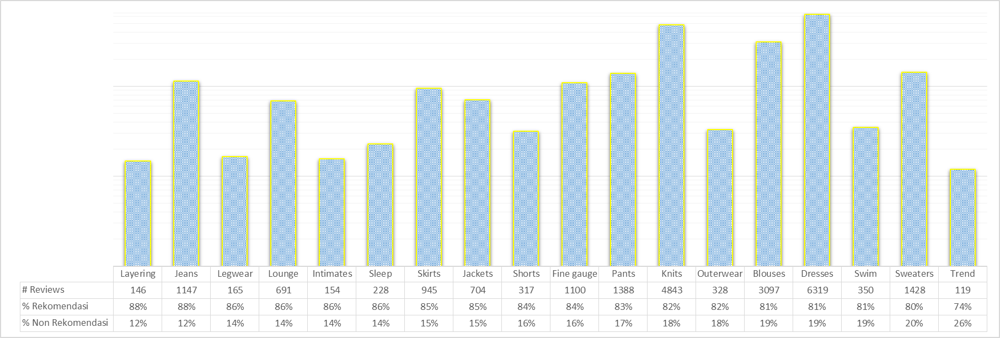 Layering Jeans Legwear Lounge Intimates Sleep Skirts Jackets Shorts Fine gauge Pants Knits Outerwear Blouses Dresses Swim Sweaters Trend
# Reviews 146 1147 165 691 154 228 945 704 317 1100 1388 4843 328 3097 6319 350 1428 119
% Rekomendasi 88% 88% 86% 86% 86% 86% 85% 85% 84% 84% 83% 82% 82% 81% 81% 81% 80% 74%
% Non Rekomendasi 12% 12% 14% 14% 14% 14% 15% 15% 16% 16% 17% 18% 18% 19% 19% 19% 20% 26%